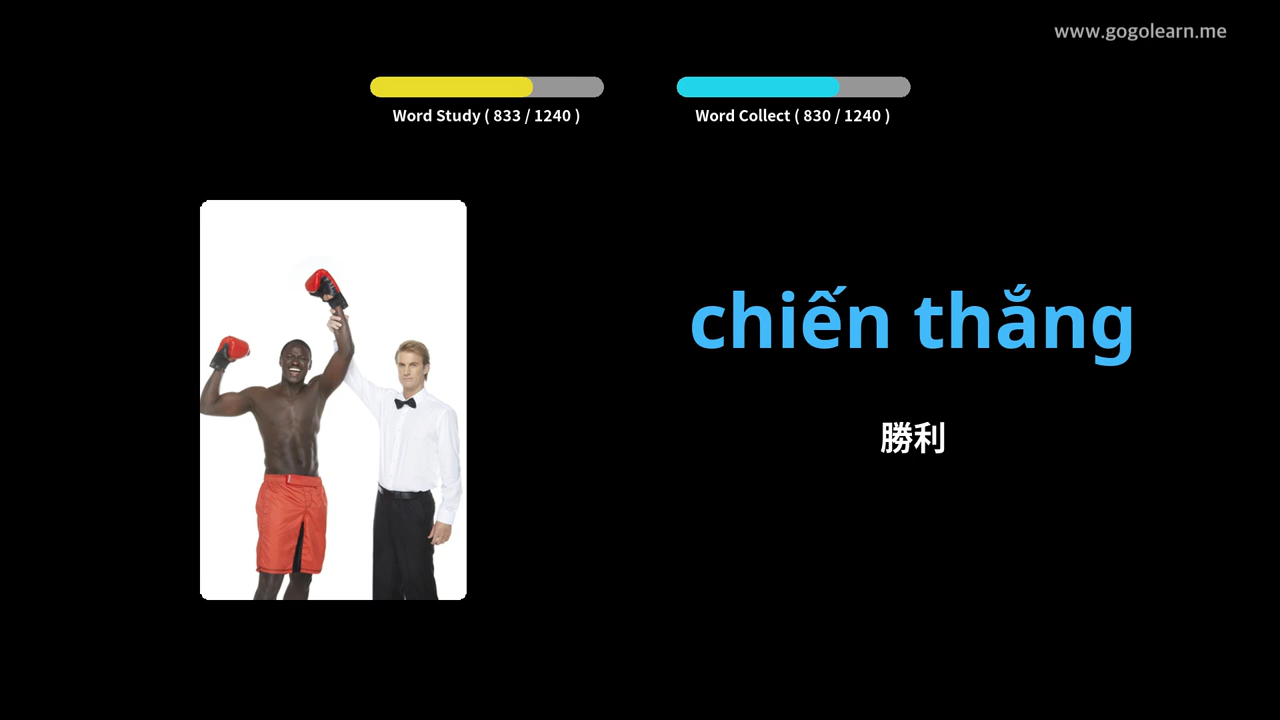 www.gogolearn.me
Word Study ( 833 / 1240 )
Word Collect ( 830 / 1240 )
chiến thắng
勝利